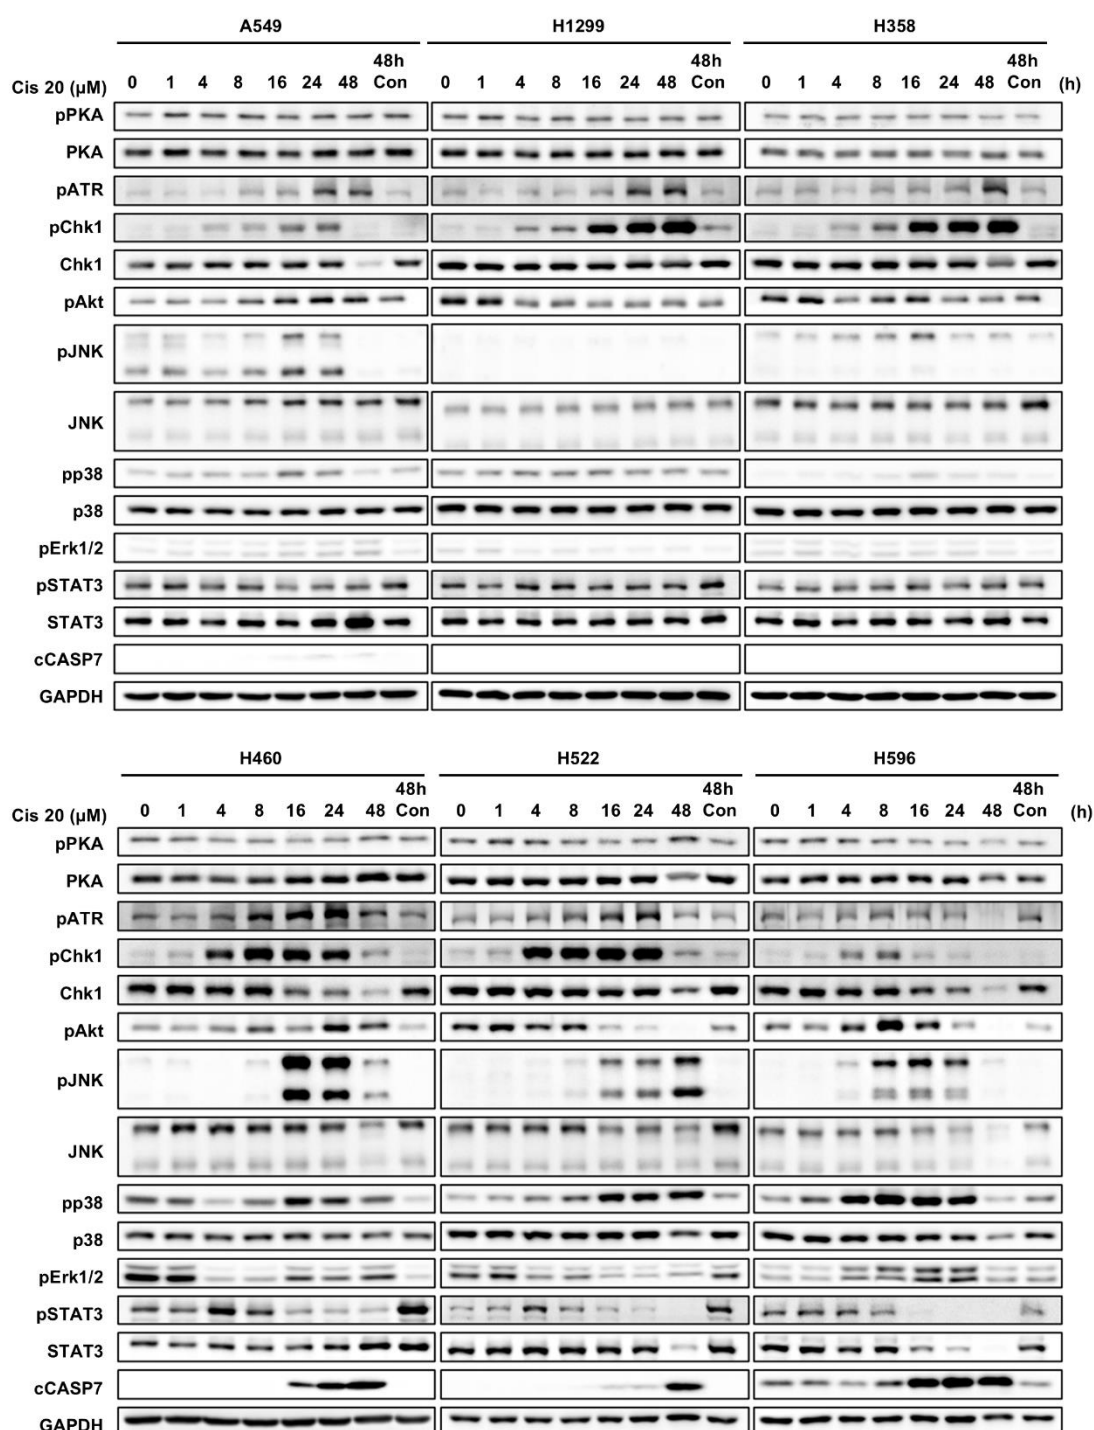 A549 H1299 H358
48h 48h 48h
Cis 20 (µM) 0 1 4 8 16 24 48 Con 0 1 4 8 16 24 48 Con 0 1 4 8 16 24 48 Con (h)
pPKA
PKA
pATR
pChk1
Chk1
pAkt
pJNK
JNK
pp38
p38
pErk1/2
pSTAT3
STAT3
cCASP7
GAPDH
H460 H522 H596
48h 48h 48h
Cis 20 (µM) 0 1 4 8 16 24 48 Con 0 1 4 8 16 24 48 Con 0 1 4 8 16 24 48 Con (h)
pPKA
PKA
pATR
pChk1
Chk1
pAkt
pJNK
JNK
pp38
p38
pErk1/2
pSTAT3
STAT3
cCASP7
GAPDH